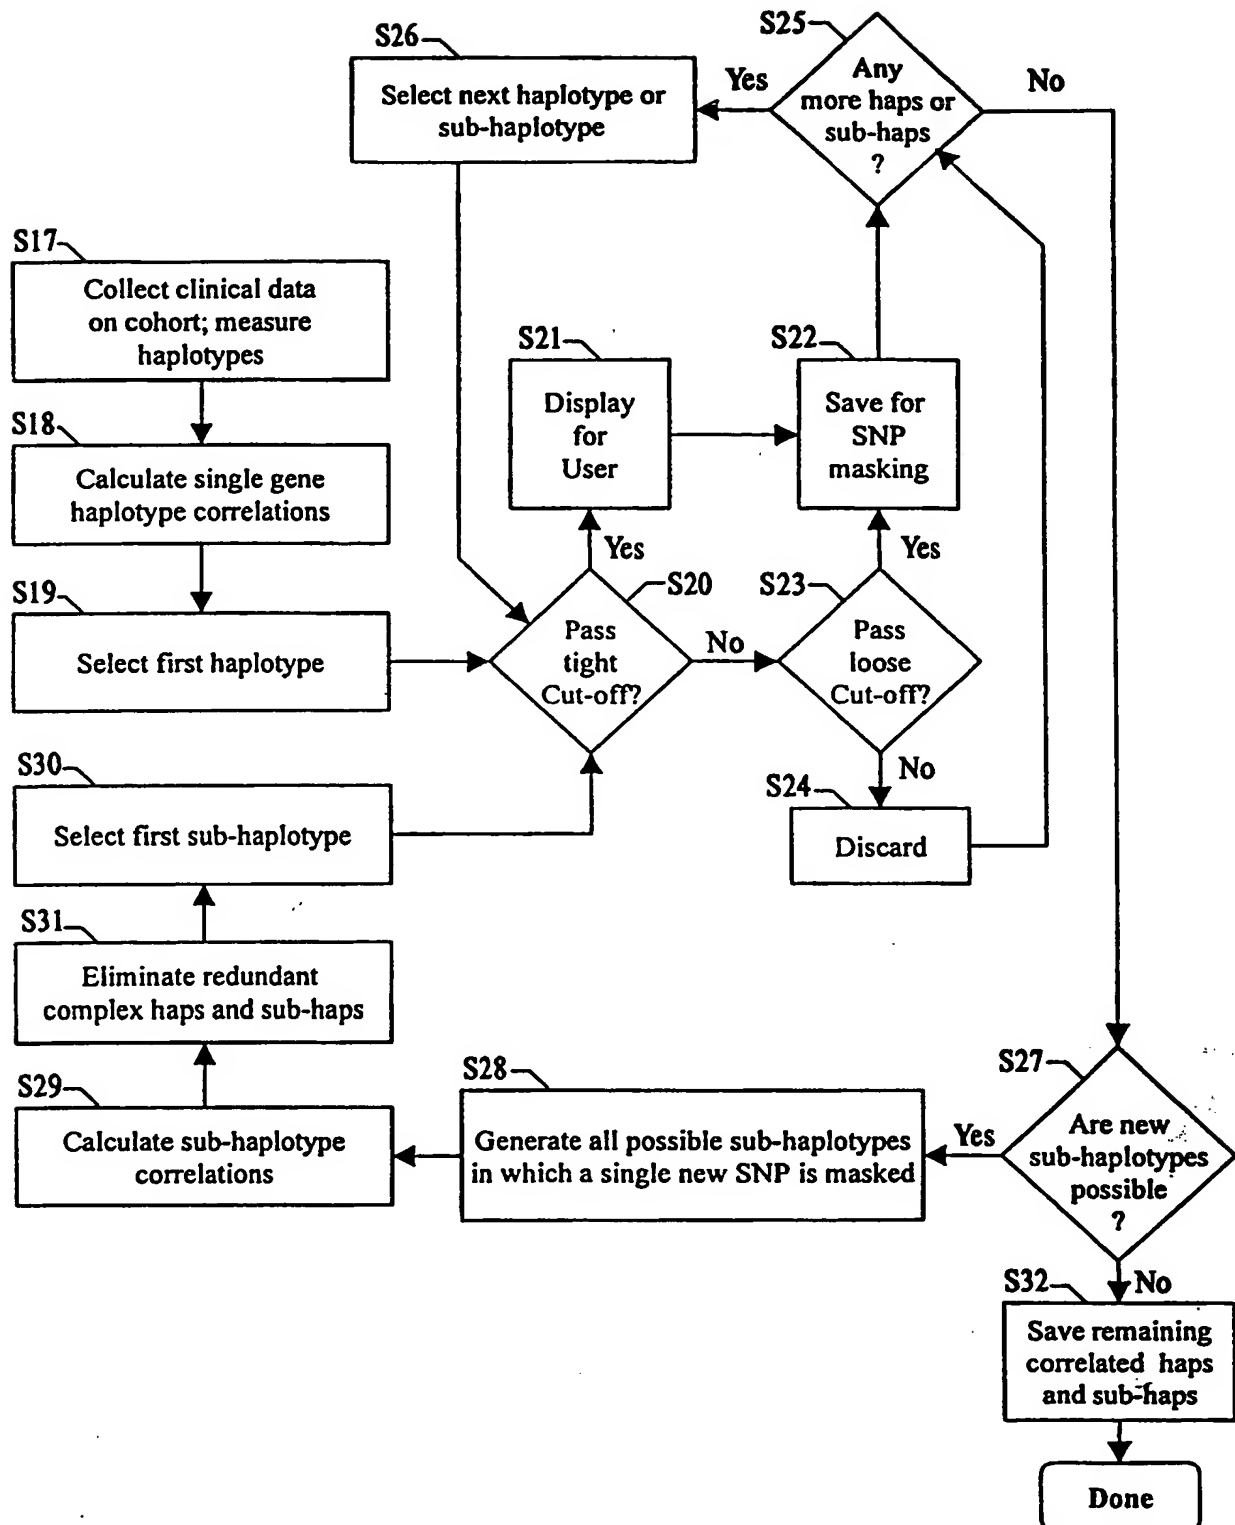 S26
Select next haplotype or
sub-haplotype
Yes
S25
Any
more haps or
sub-haps
?
No
S17
Collect clinical data
on cohort; measure
haplotypes
S18
Calculate single gene
haplotype correlations
S19
Select first haplotype
S21
Display
for
User
S22
Save for
SNP
masking
Yes
Yes
S20
Pass
tight
Cut-off?
No
S23
Pass
loose
Cut-off?
No
S24
Discard
S30
Select first sub-haplotype
S31
Eliminate redundant
complex haps and sub-haps
S29
Calculate sub-haplotype
correlations
S28
Generate all possible sub-haplotypes
in which a single new SNP is masked
Yes
S27
Are new
sub-haplotypes
possible
?
No
S32
Save remaining
correlated haps
and sub-haps
Done